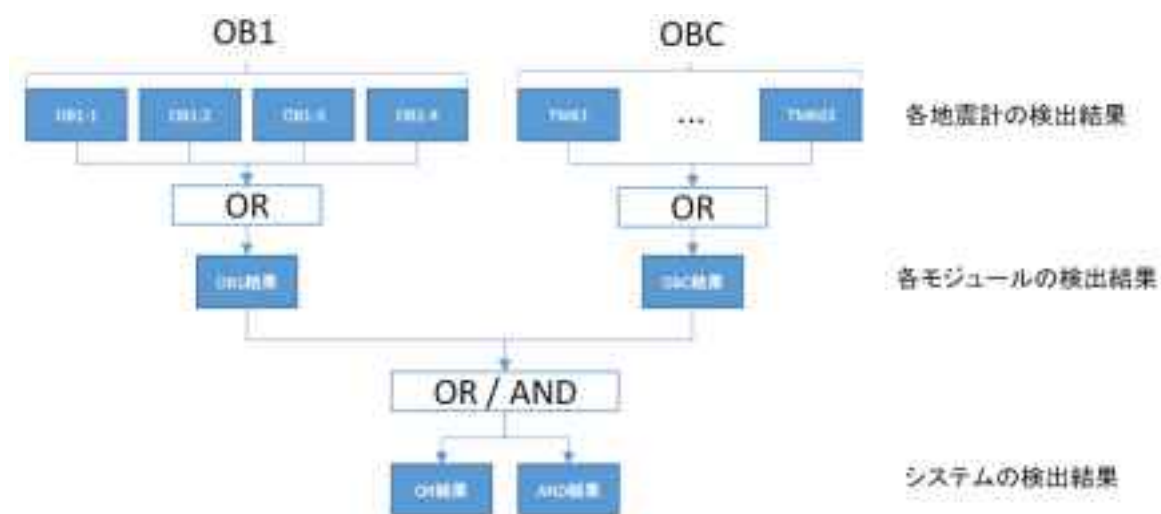 OB1
OBC
OB1-1
OB1-2
OB1-3
OB1-4
...
各地震計の検出結果
OR
OR
OB1結果
OBC結果
各モジュールの検出結果
OR / AND
OR結果
AND結果
システムの検出結果